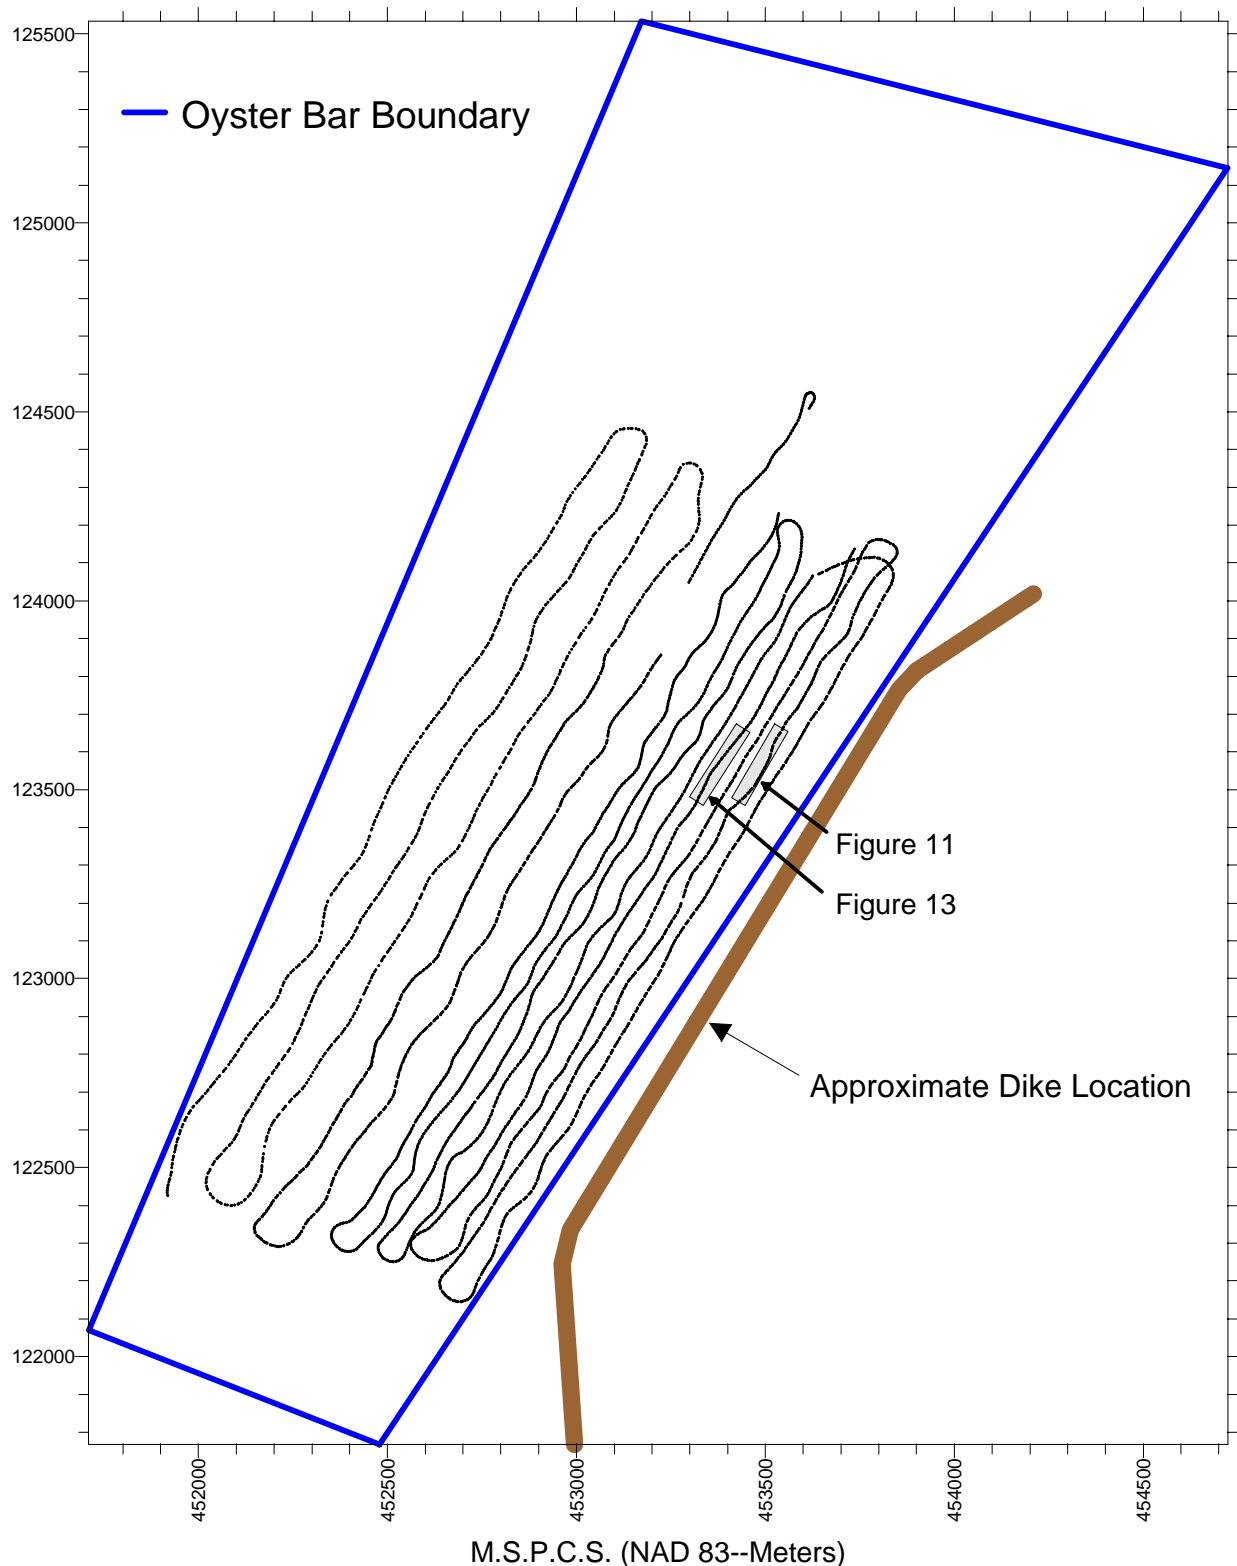 125500
Oyster Bar Boundary
125000
124500
124000
123500
Figure 11
Figure 13
123000
Approximate Dike Location
122500
122000
452000
452500
453000
453500
454000
454500
M.S.P.C.S. (NAD 83--Meters)